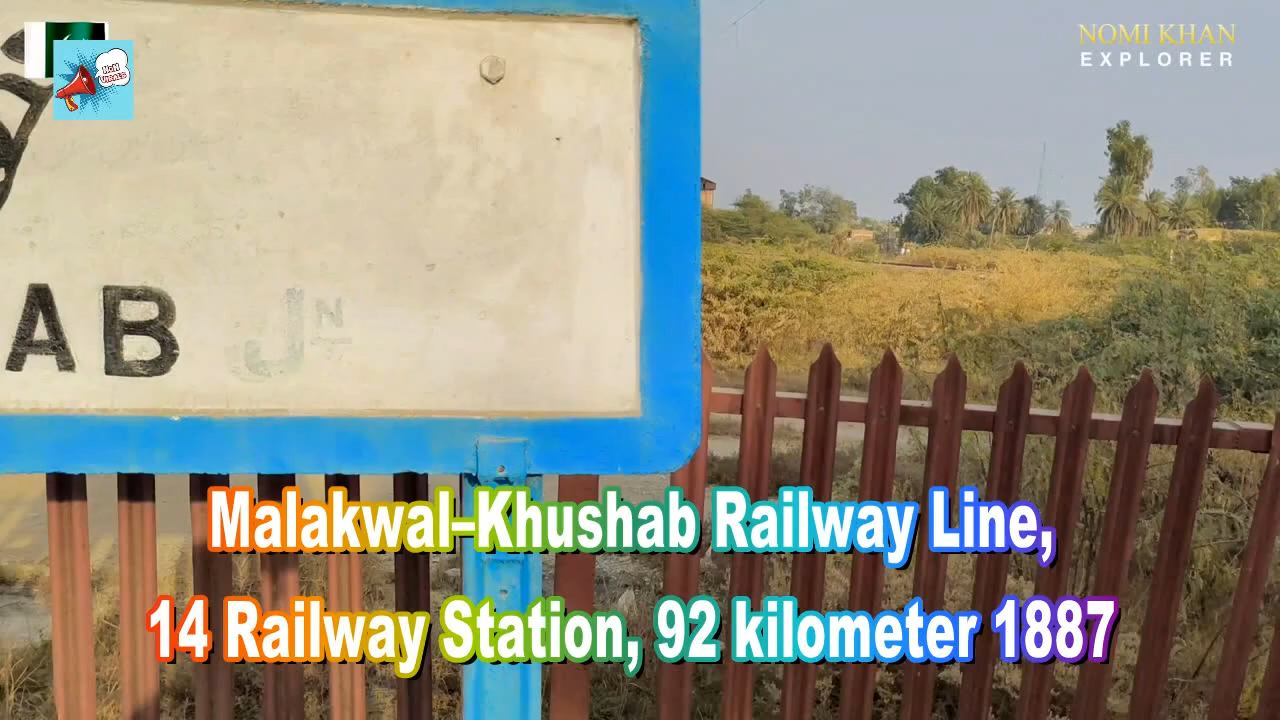 NOMI KHAN
EXPLORER
AB JN
Malakwal–Khushab Railway Line,
14 Railway Station, 92 kilometer 1887